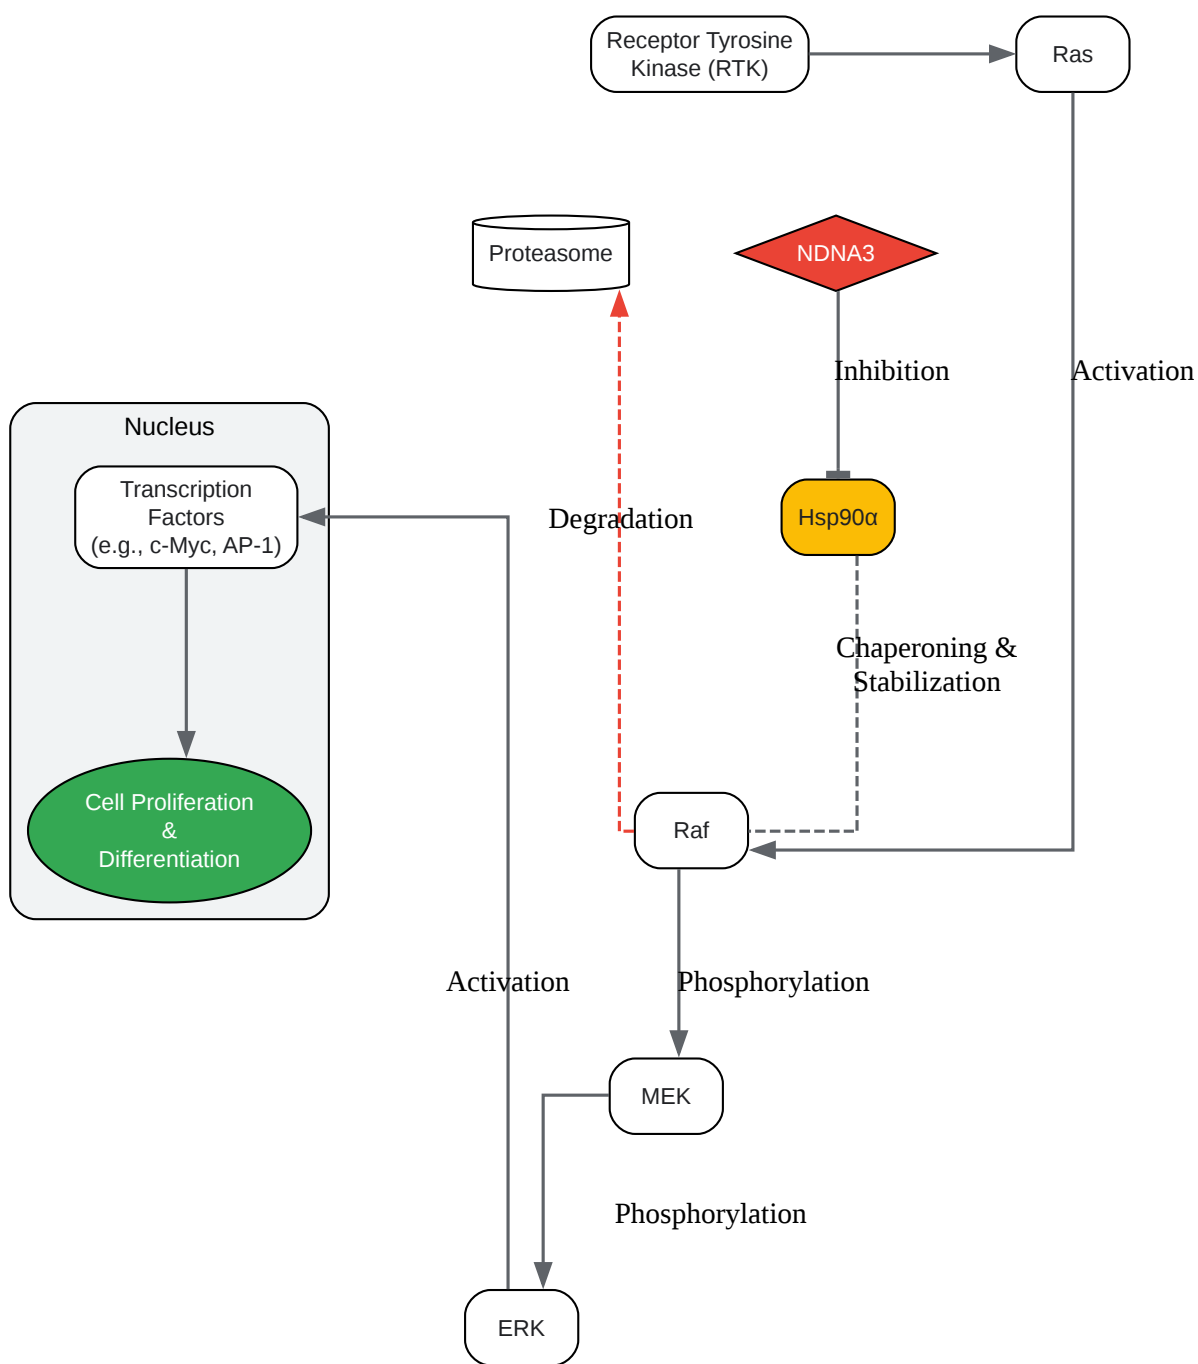 Receptor Tyrosine
Kinase (RTK)
Ras
Proteasome
NDNA3
Inhibition
Activation
Nucleus
Transcription
Factors
(e.g., c-Myc, AP-1)
Degradation
Hsp90α
Chaperoning &
Stabilization
Cell Proliferation
&
Differentiation
Raf
Activation
Phosphorylation
MEK
Phosphorylation
ERK